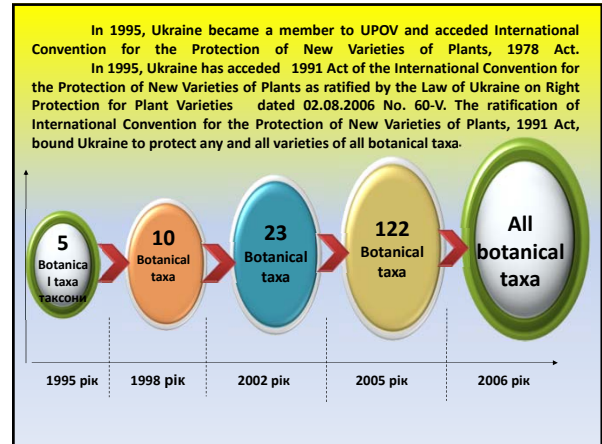 In 1995, Ukraine became a member to UPOV and acceded International
Convention for the Protection of New Varieties of Plants, 1978 Act.
In 1995, Ukraine has acceded 1991 Act of the International Convention for
the Protection of New Varieties of Plants as ratified by the Law of Ukraine on Right
Protection for Plant Varieties dated 02.08.2006 No. 60-V. The ratification of
International Convention for the Protection of New Varieties of Plants, 1991 Act,
bound Ukraine to protect any and all varieties of all botanical taxa.
5
Botanica
l taxa
таксони
10
Botanical
taxa
23
Botanical
taxa
122
Botanical
taxa
All
botanical
taxa
1995 рік
1998 рік
2002 рік
2005 рік
2006 рік